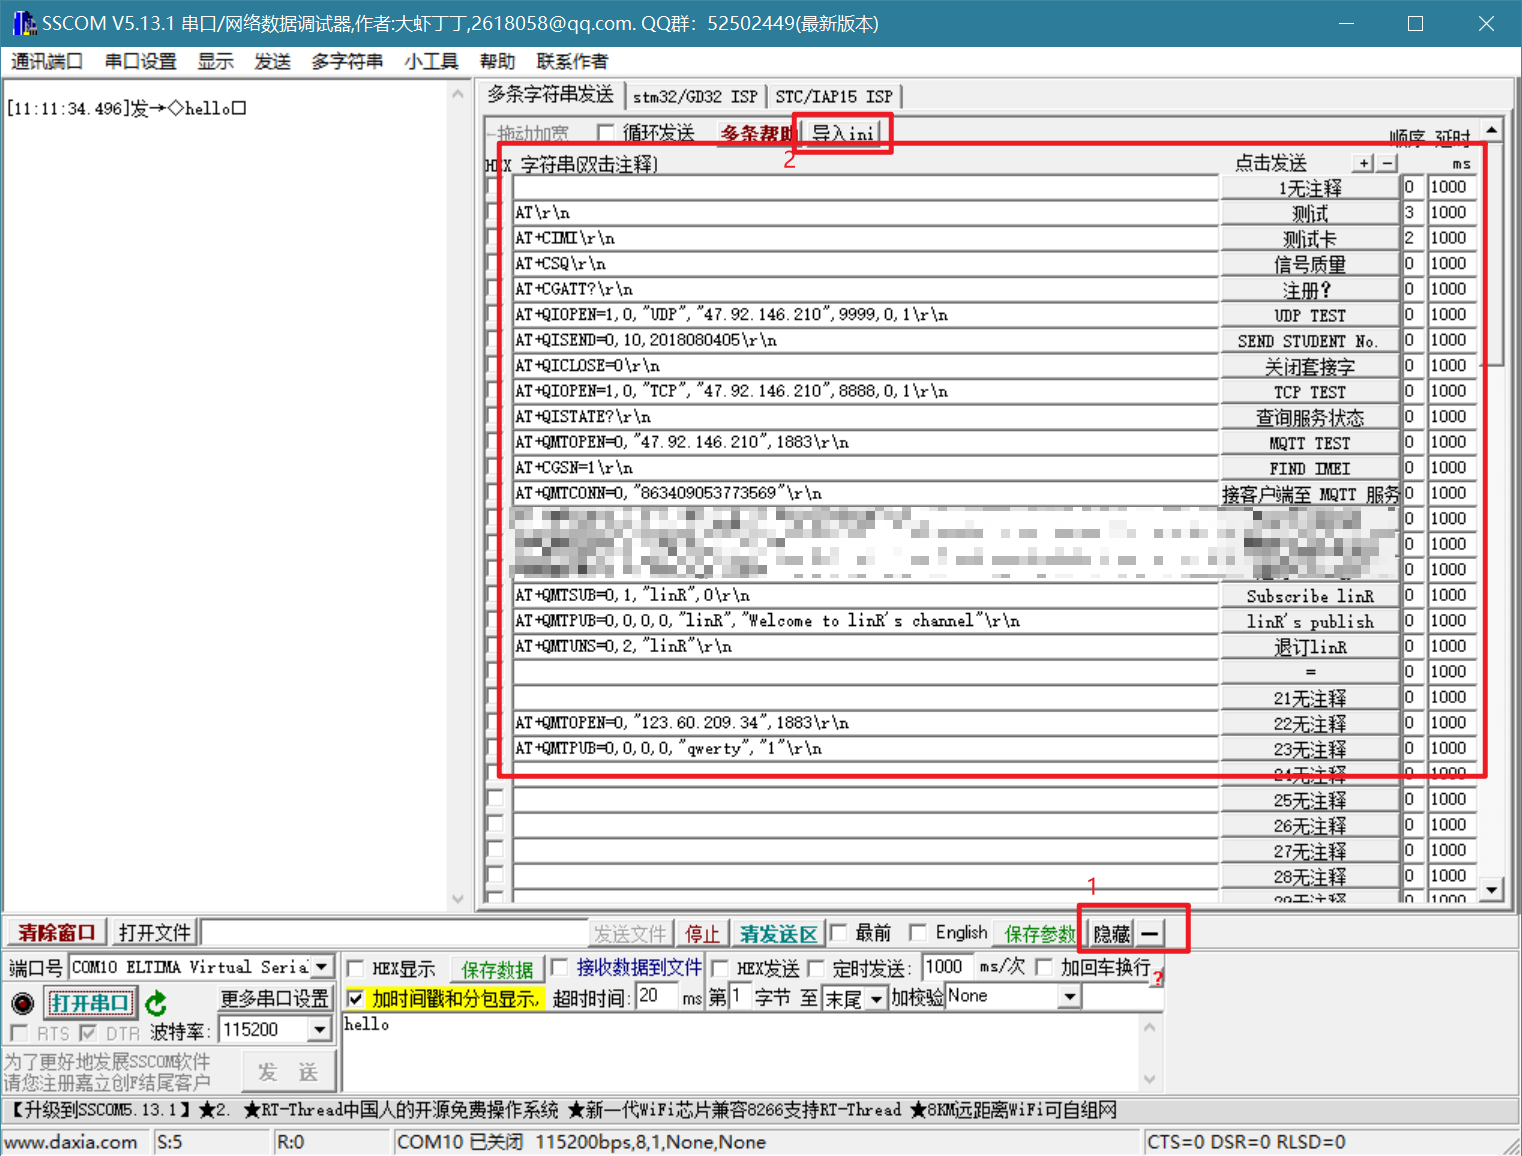 SSCOM V5.13.1 串口/网络数据调试器,作者:大虾丁丁,2618058@qq.com. QQ群：52502449(最新版本)
通讯端口 串口设置 显示 发送 多字符串 小工具 帮助 联系作者
[11:11:34.496]发→◇hello□
多条字符串发送 stm32/GD32 ISP STC/IAP15 ISP
拖动加宽 循环发送 多条帮助 导入ini 顺序 延时
2
HEX 字符串(双击注释) 点击发送 + - ms
1无注释 0 1000
AT\r\n 测试 3 1000
AT+CIMI\r\n 测试卡 2 1000
AT+CSQ\r\n 信号质量 0 1000
AT+CGATT?\r\n 注册? 0 1000
AT+QIOPEN=1,0,"UDP","47.92.146.210",9999,0,1\r\n UDP TEST 0 1000
AT+QISEND=0,10,2018080405\r\n SEND STUDENT No. 0 1000
AT+QICLOSE=0\r\n 关闭套接字 0 1000
AT+QIOPEN=1,0,"TCP","47.92.146.210",8888,0,1\r\n TCP TEST 0 1000
AT+QISTATE?\r\n 查询服务状态 0 1000
AT+QMTOPEN=0,"47.92.146.210",1883\r\n MQTT TEST 0 1000
AT+CGSN=1\r\n FIND IMEI 0 1000
AT+QMTCONN=0,"863409053773569"\r\n 接客户端至 MQTT 服务 0 1000
0 1000
0 1000
0 1000
AT+QMTSUB=0,1,"linR",0\r\n Subscribe linR 0 1000
AT+QMTPUB=0,0,0,0,"linR","Welcome to linR's channel"\r\n linR's publish 0 1000
AT+QMTUNS=0,2,"linR"\r\n 退订linR 0 1000
= 0 1000
21无注释 0 1000
AT+QMTOPEN=0,"123.60.209.34",1883\r\n 22无注释 0 1000
AT+QMTPUB=0,0,0,0,"qwerty","1"\r\n 23无注释 0 1000
24无注释 0 1000
25无注释 0 1000
26无注释 0 1000
27无注释 0 1000
28无注释 0 1000
29无注释 0 1000
1
清除窗口 打开文件 发送文件 停止 清发送区 最前 English 保存参数 隐藏 —
端口号 COM10 ELTIMA Virtual Seria HEX显示 保存数据 接收数据到文件 HEX发送 定时发送: 1000 ms/次 加回车换行 ?
打开串口 更多串口设置 加时间戳和分包显示, 超时时间: 20 ms 第 1 字节 至 末尾 加校验 None
RTS DTR 波特率: 115200 hello
为了更好地发展SSCOM软件
请您注册嘉立创F结尾客户
发 送
【升级到SSCOM5.13.1】★2. ★RT-Thread中国人的开源免费操作系统 ★新一代WiFi芯片兼容8266支持RT-Thread ★8KM远距离WiFi可自组网
www.daxia.com S:5 R:0 COM10 已关闭 115200bps,8,1,None,None CTS=0 DSR=0 RLSD=0